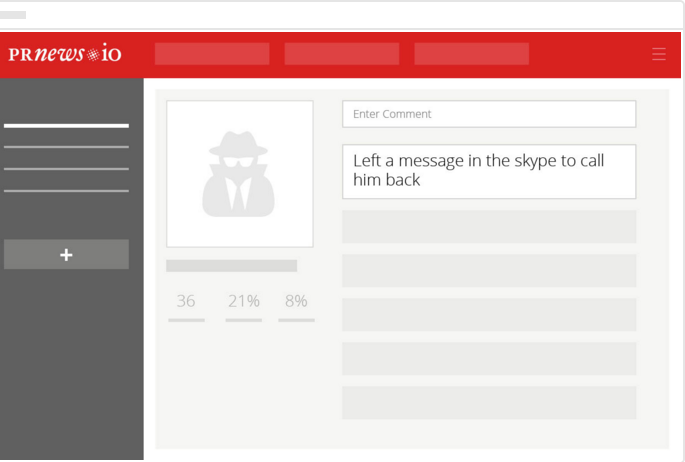 PRnews io
Enter Comment
Left a message in the skype to call
him back
+
36 21% 8%